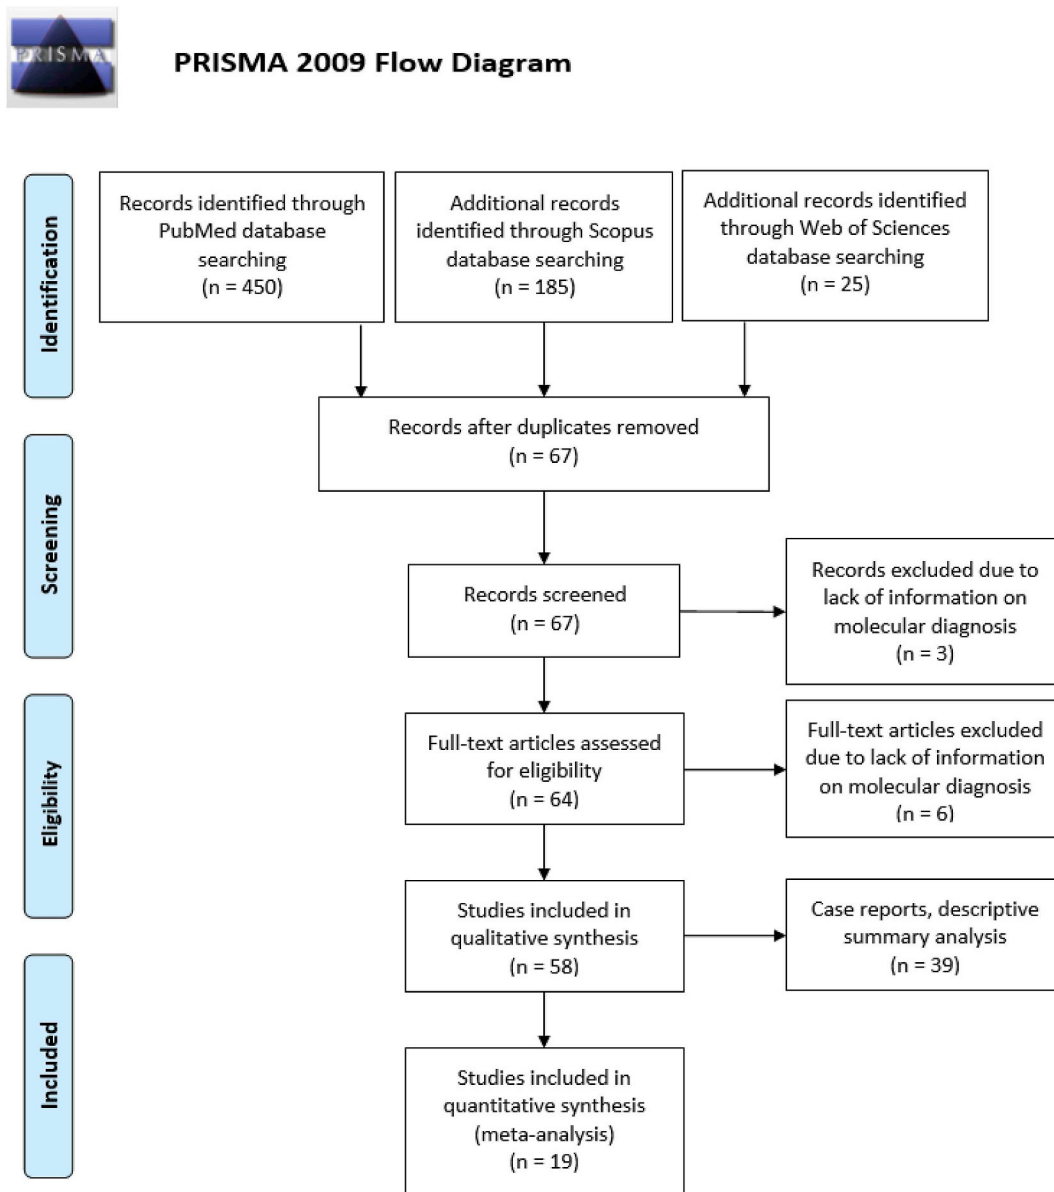 PRISMA
PRISMA 2009 Flow Diagram
Identification
Records identified through
PubMed database
searching
(n = 450)
Additional records
identified through Scopus
database searching
(n = 185)
Additional records identified
through Web of Sciences
database searching
(n = 25)
Records after duplicates removed
(n = 67)
Screening
Records screened
(n = 67)
Records excluded due to
lack of information on
molecular diagnosis
(n = 3)
Eligibility
Full-text articles assessed
for eligibility
(n = 64)
Full-text articles excluded
due to lack of information
on molecular diagnosis
(n = 6)
Studies included in
qualitative synthesis
(n = 58)
Case reports, descriptive
summary analysis
(n = 39)
Included
Studies included in
quantitative synthesis
(meta-analysis)
(n = 19)